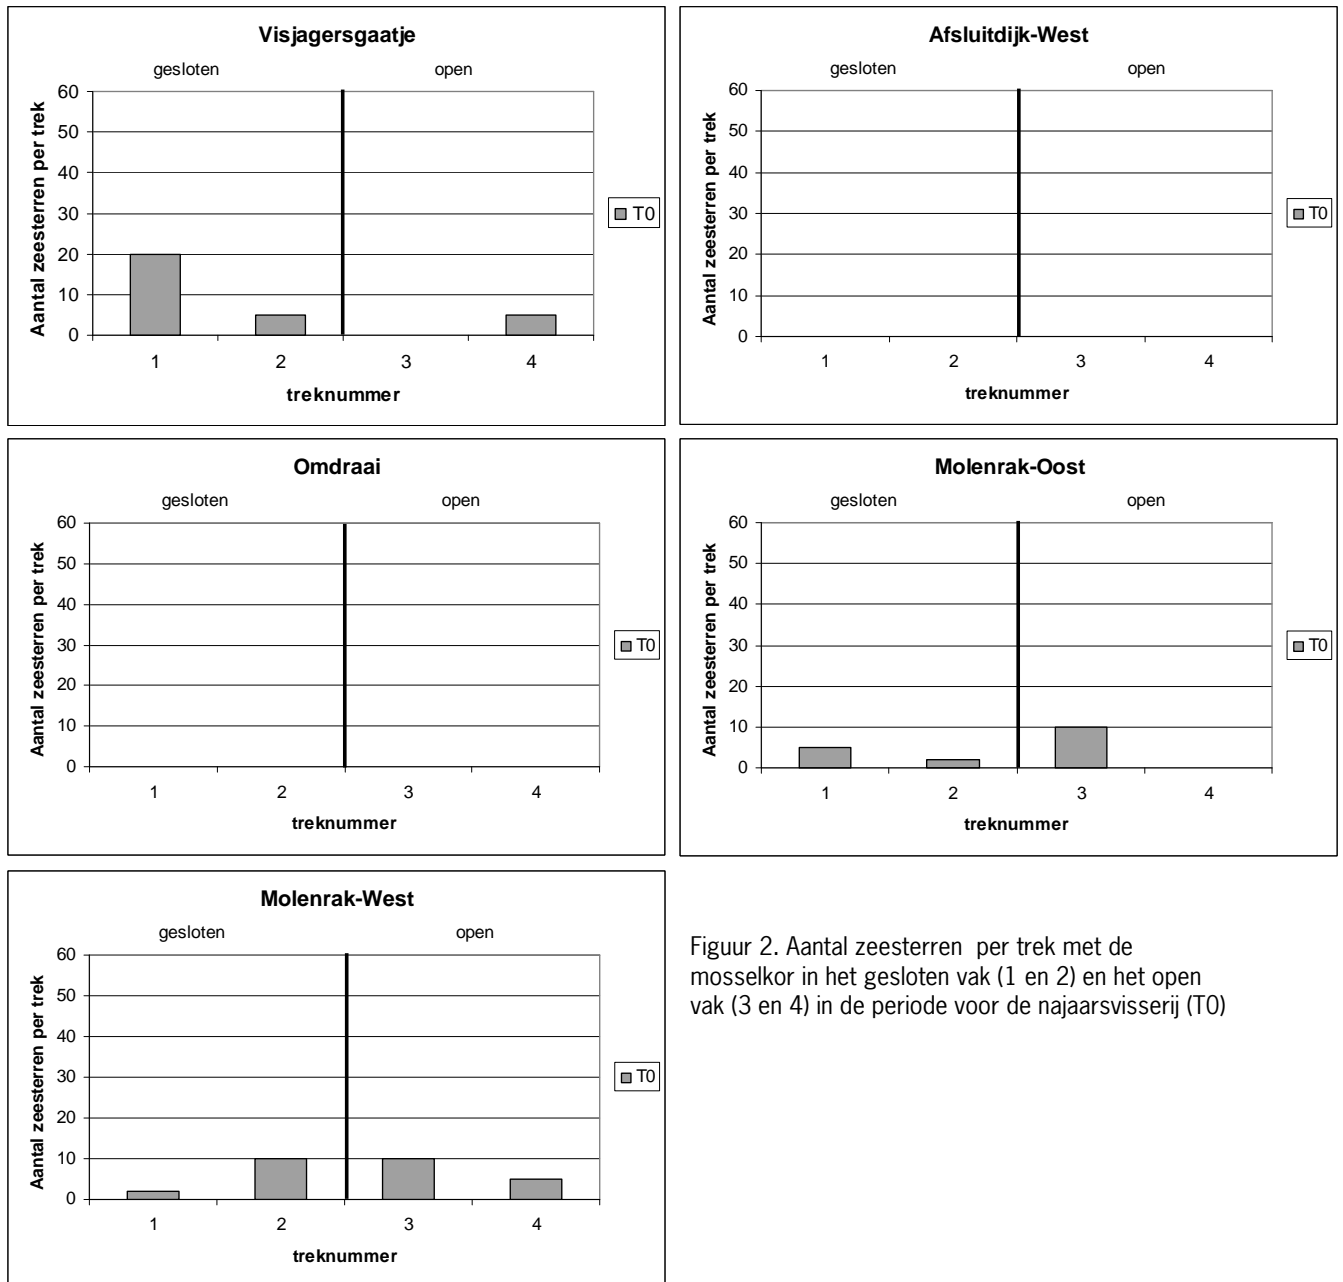 Visjagersgaatje
gesloten open
60
50
40
30
20
10
0
Aantal zeesterren per trek
1 2 3 4
treknummer
T0
Afsluitdijk-West
gesloten open
60
50
40
30
20
10
0
Aantal zeesterren per trek
1 2 3 4
treknummer
T0
Omdraai
gesloten open
60
50
40
30
20
10
0
Aantal zeesterren per trek
1 2 3 4
treknummer
T0
Molenrak-Oost
gesloten open
60
50
40
30
20
10
0
Aantal zeesterren per trek
1 2 3 4
treknummer
T0
Molenrak-West
gesloten open
60
50
40
30
20
10
0
Aantal zeesterren per trek
1 2 3 4
treknummer
T0
Figuur 2. Aantal zeesterren per trek met de
mosselkor in het gesloten vak (1 en 2) en het open
vak (3 en 4) in de periode voor de najaarsvisserij (T0)